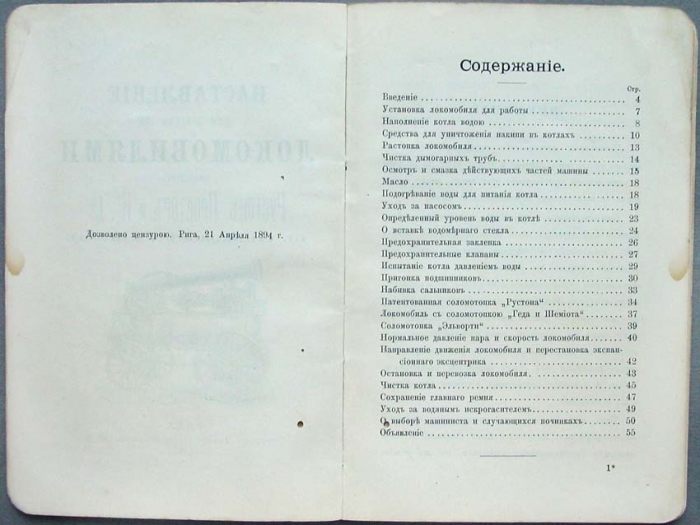 Дозволено цензурою. Рига, 21 Апрѣля 1894 г.
Содержаніе.
Стр.
Введеніе 4
Установка локомобиля для работы 7
Наполненіе котла водою 8
Средства для уничтоженія накипи въ котлахъ 10
Растопка локомобиля 13
Чистка дымогарныхъ трубъ 14
Осмотръ и смазка дѣйствующихъ частей машины 15
Масло 18
Подогрѣваніе воды для питанія котла 18
Уходъ за насосомъ 19
Опредѣленный уровень воды въ котлѣ 23
О вставкѣ водомѣрнаго стекла 24
Предохранительная заклепка 26
Предохранительные клапаны 27
Испытаніе котла давленіемъ воды 29
Пригонка подшипниковъ 30
Набивка сальниковъ 33
Патентованная соломотопка „Рустона“ 34
Локомобиль съ соломотопкою „Геда и Шеміота“ 37
Соломотопка „Эльворти“ 39
Нормальное давленіе пара и скорость локомобиля 40
Направленіе движенія локомобиля и перестановка экспан-
сіоннаго эксцентрика 42
Остановка и перевозка локомобиля 43
Чистка котла 45
Сохраненіе главнаго ремня 47
Уходъ за водянымъ искрогасителемъ 49
О выборѣ машиниста и случающихся починкахъ 50
Объявленіе 55
1*